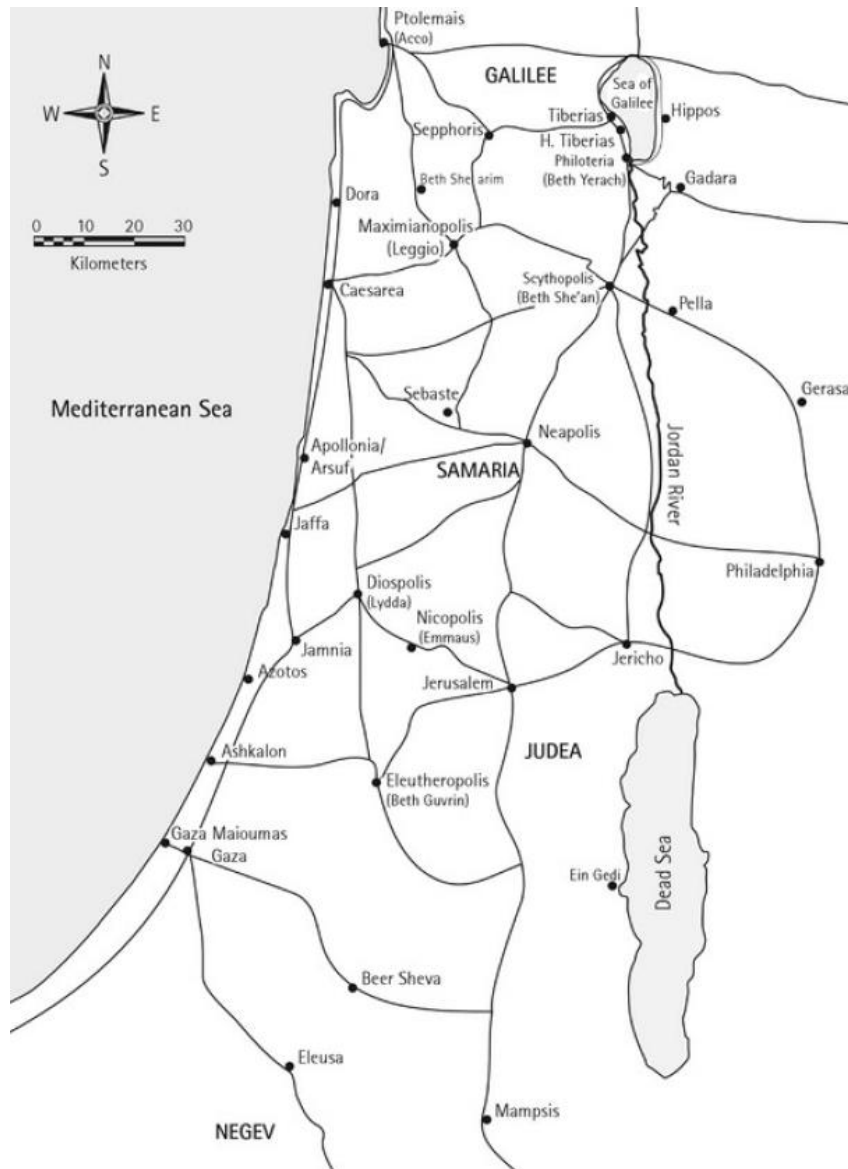 Ptolemais
(Acco)
N
W
E
S
GALILEE
Sea of
Galilee
Tiberias
Hippos
Sepphoris
H. Tiberias
Philoteria
(Beth Yerach)
Beth She arim
Gadara
Dora
0 10 20 30
Kilometers
Maximianopolis
(Leggio)
Caesarea
Scythopolis
(Beth She'an)
Pella
Sebaste
Gerasa
Mediterranean Sea
Neapolis
Apollonia/
Arsuf
SAMARIA
Jordan River
Jaffa
Philadelphia
Diospolis
(Lydda)
Nicopolis
(Emmaus)
Jamnia
Jericho
Azotos
Jerusalem
JUDEA
Ashkalon
Eleutheropolis
(Beth Guvrin)
Gaza Maioumas
Gaza
Ein Gedi
Dead Sea
Beer Sheva
Eleusa
Mampsis
NEGEV